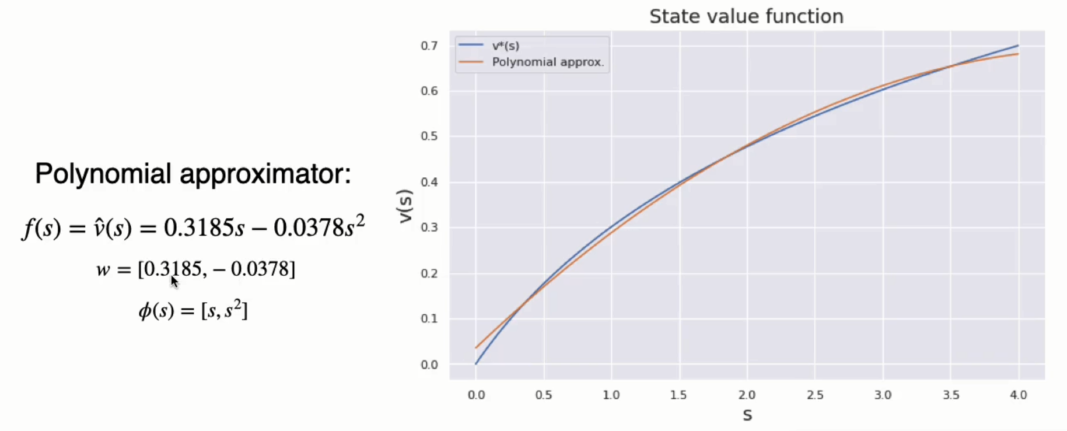 Polynomial approximator:
f(s) = v̂(s) = 0.3185s − 0.0378s²
w = [0.3185, − 0.0378]
ϕ(s) = [s, s²]
State value function
v*(s)
Polynomial approx.
v(s)
0.7
0.6
0.5
0.4
0.3
0.2
0.1
0.0
0.0 0.5 1.0 1.5 2.0 2.5 3.0 3.5 4.0
s